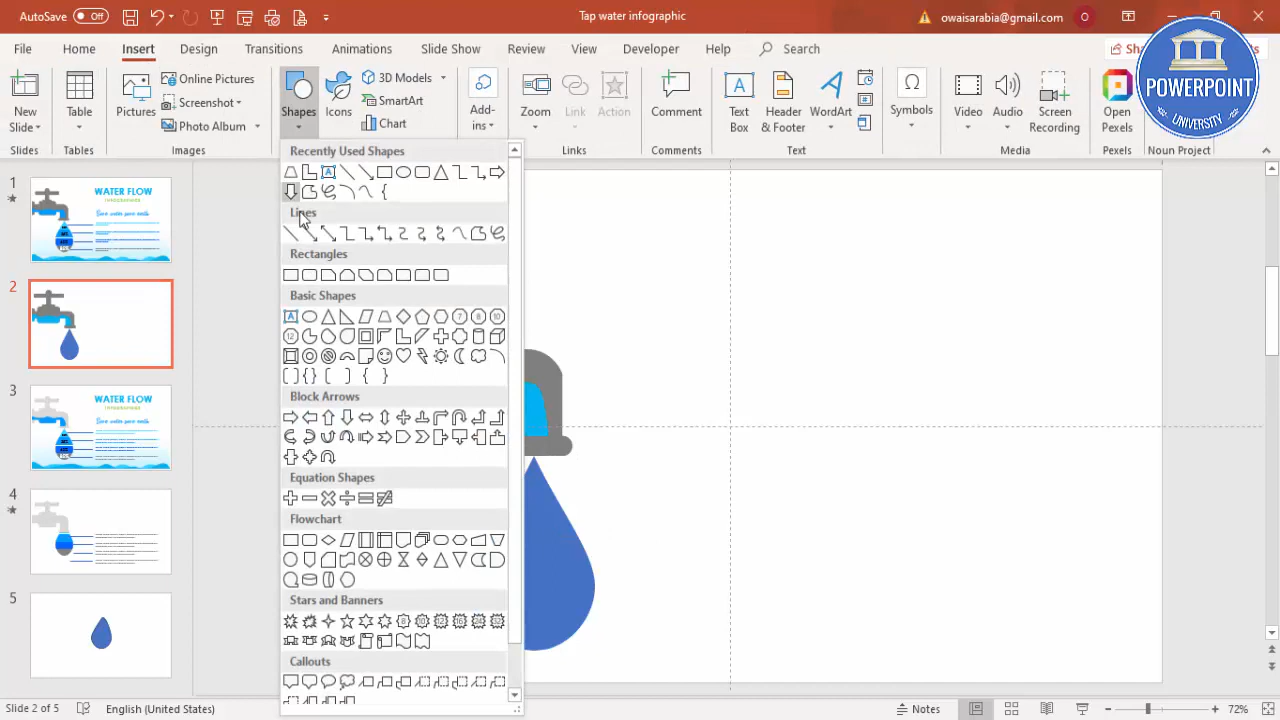 AutoSave Off
Tap water infographic
owaisarabia@gmail.com O
File Home Insert Design Transitions Animations Slide Show Review View Developer Help Search
POWERPOINT
UNIVERSITY
New
Slide
Slides
Table
Tables
Pictures
Online Pictures
Screenshot
Photo Album
Images
Shapes
Icons
3D Models
SmartArt
Chart
Add-
ins
Zoom
Link
Action
Links
Comment
Comments
Text
Box
Header
& Footer
WordArt
Text
Symbols
Video
Audio
Screen
Recording
Media
Open
Pexels
Pexels
Noun Project
Recently Used Shapes
Lines
Rectangles
Basic Shapes
Block Arrows
Equation Shapes
Flowchart
Stars and Banners
Callouts
1
WATER FLOW
2
3
WATER FLOW
4
5
Slide 2 of 5
English (United States)
Notes
72%